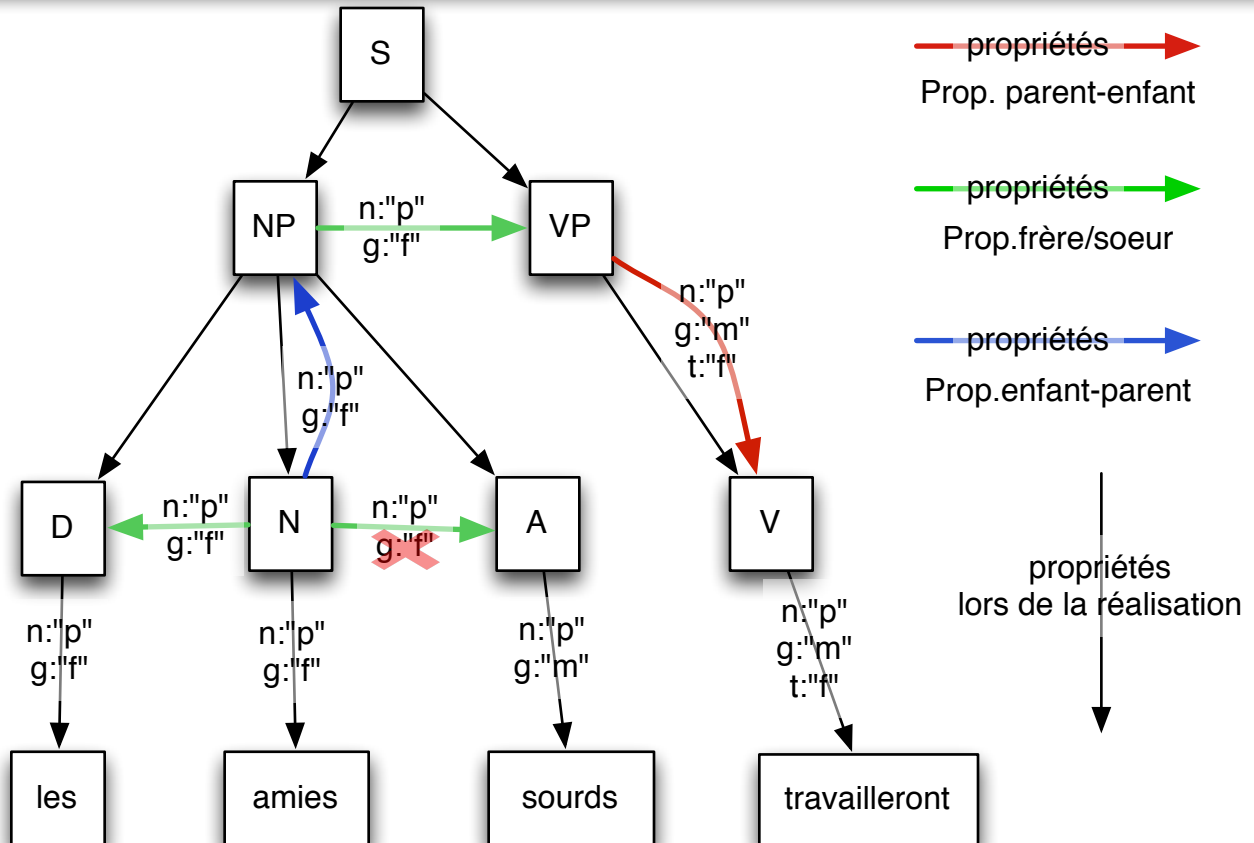 S
propriétés
Prop. parent-enfant
NP
n:"p"
g:"f"
VP
propriétés
Prop.frère/soeur
n:"p"
g:"m"
t:"f"
propriétés
Prop.enfant-parent
n:"p"
g:"f"
D
n:"p"
g:"f"
N
n:"p"
g:"f"
A
V
propriétés
lors de la réalisation
n:"p"
g:"f"
n:"p"
g:"f"
n:"p"
g:"m"
n:"p"
g:"m"
t:"f"
les
amies
sourds
travailleront